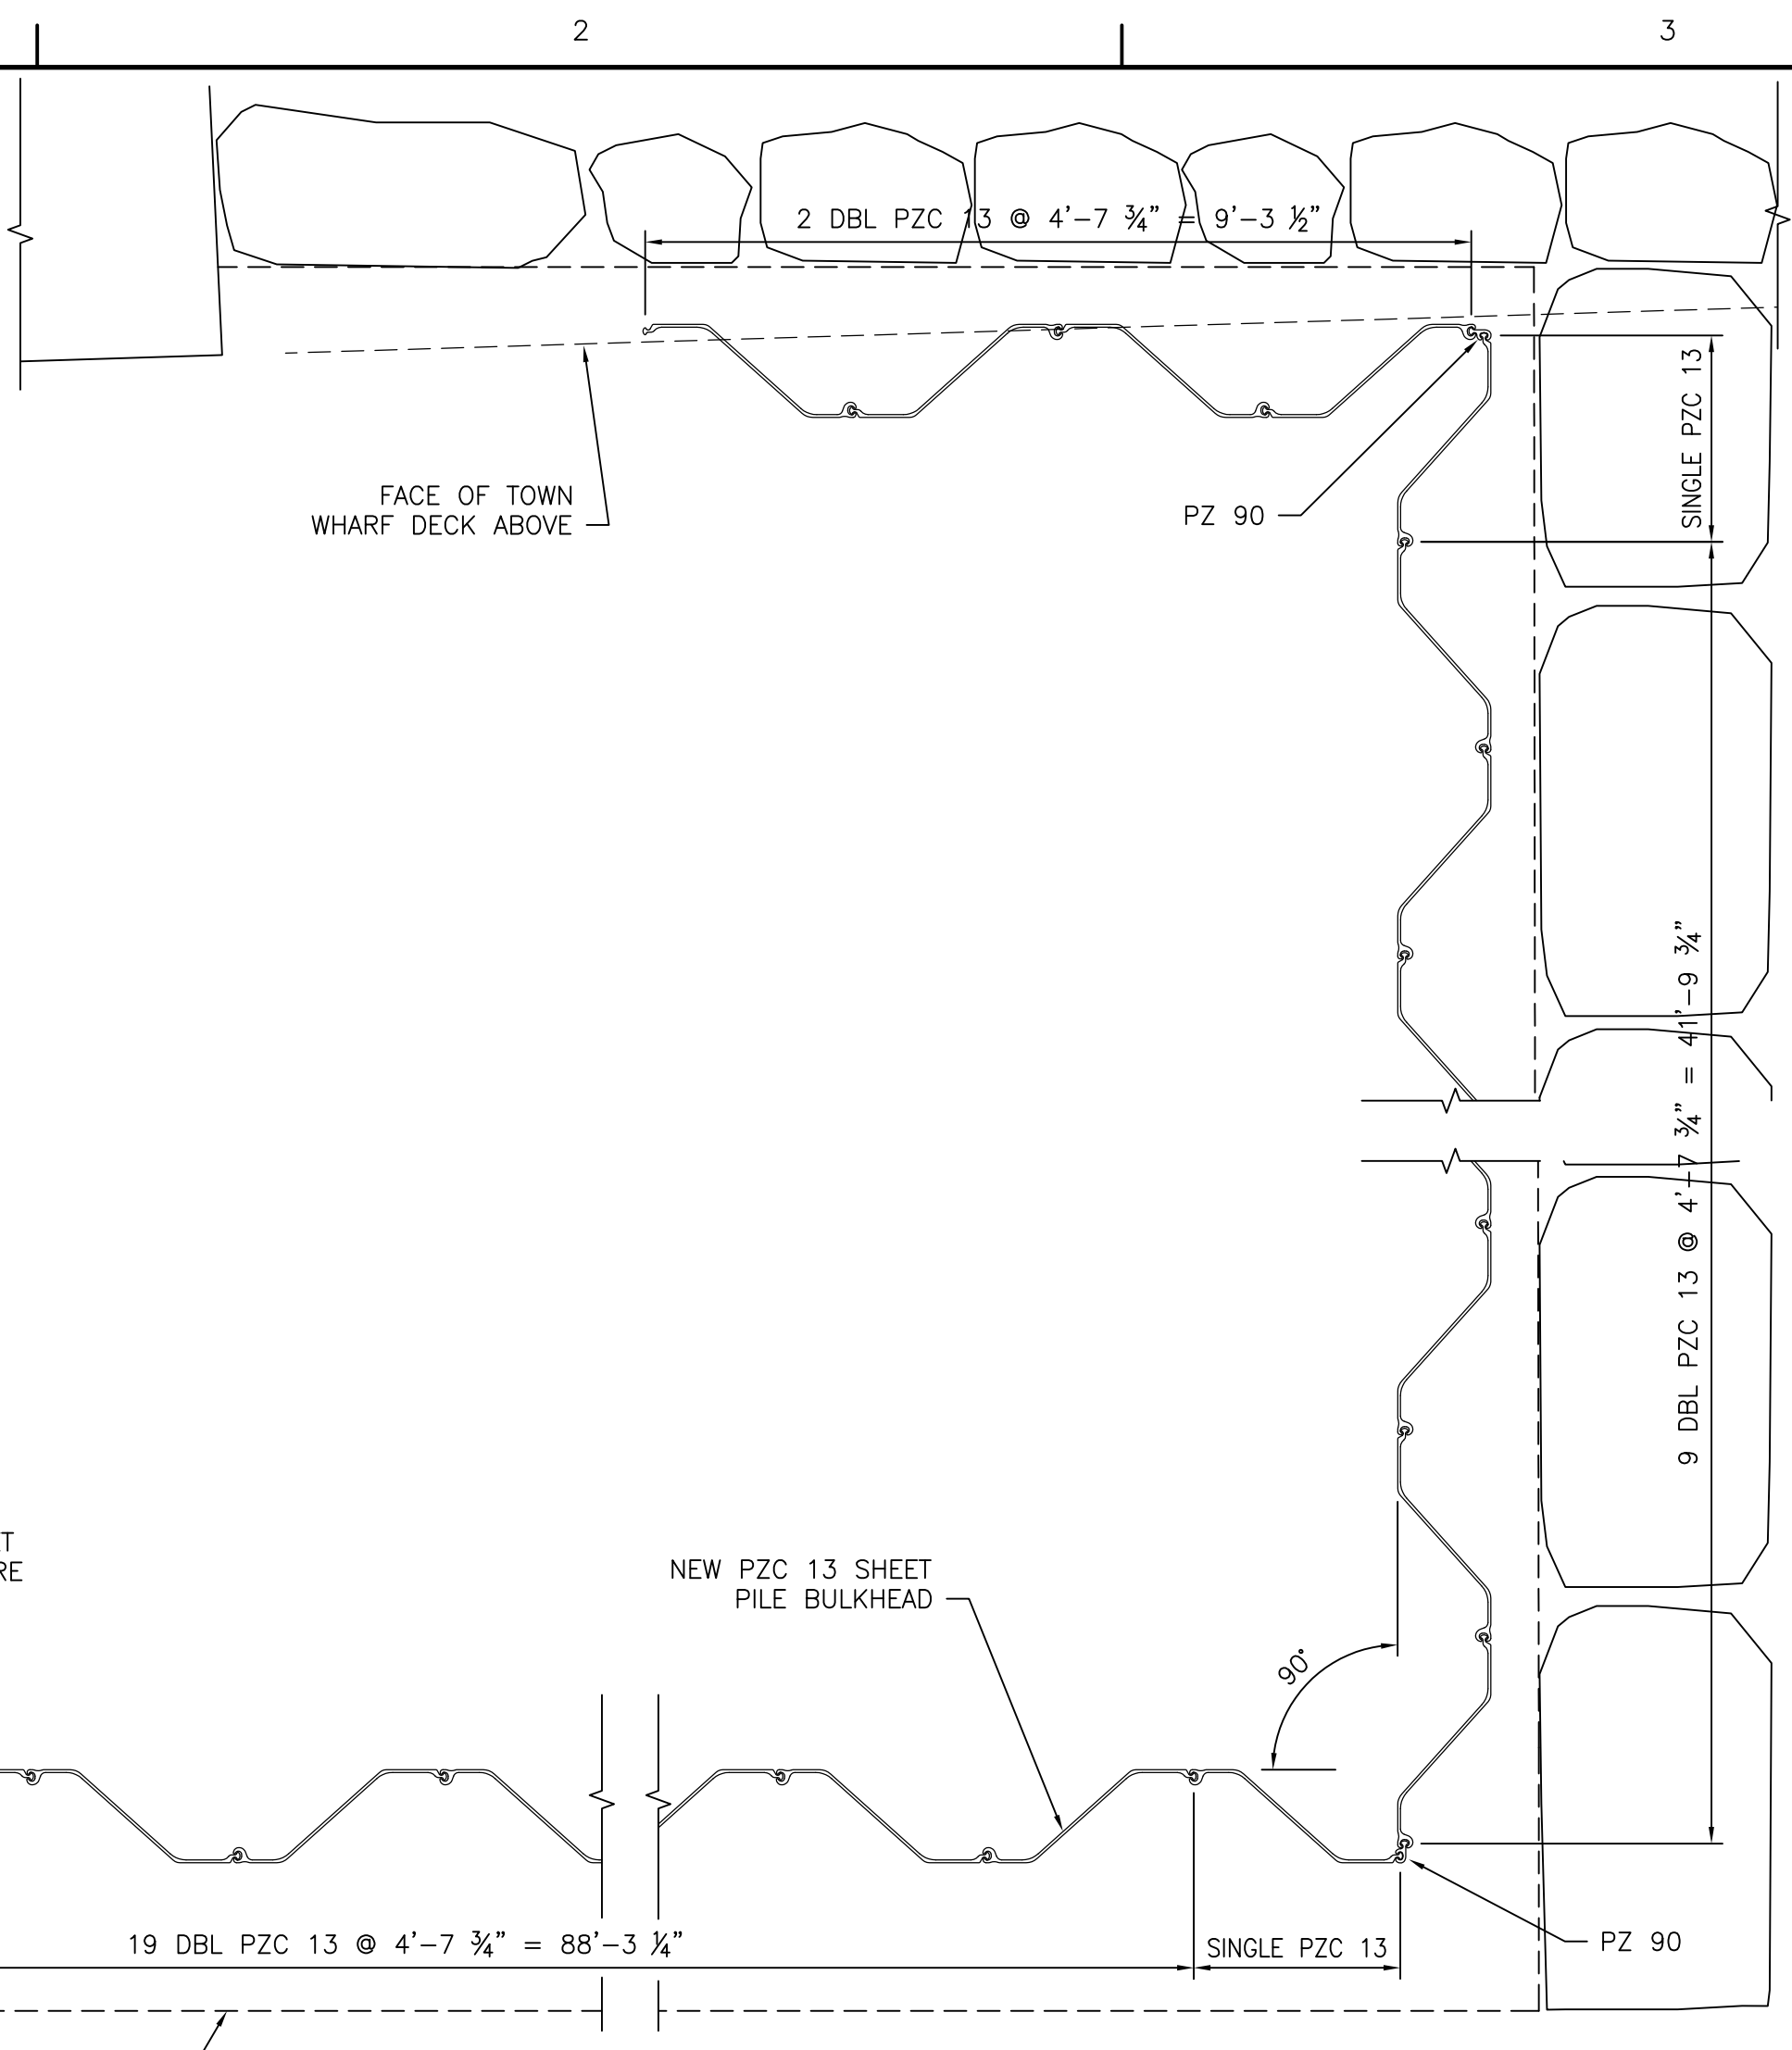 2
3
2 DBL PZC 13 @ 4'-7 ¾" = 9'-3 ½"
SINGLE PZC 13
FACE OF TOWN
WHARF DECK ABOVE
PZ 90
9 DBL PZC 13 @ 4'-7 ¾" = 41'-9 ¾"
T
RE
NEW PZC 13 SHEET
PILE BULKHEAD
90°
19 DBL PZC 13 @ 4'-7 ¾" = 88'-3 ¼"
SINGLE PZC 13
PZ 90